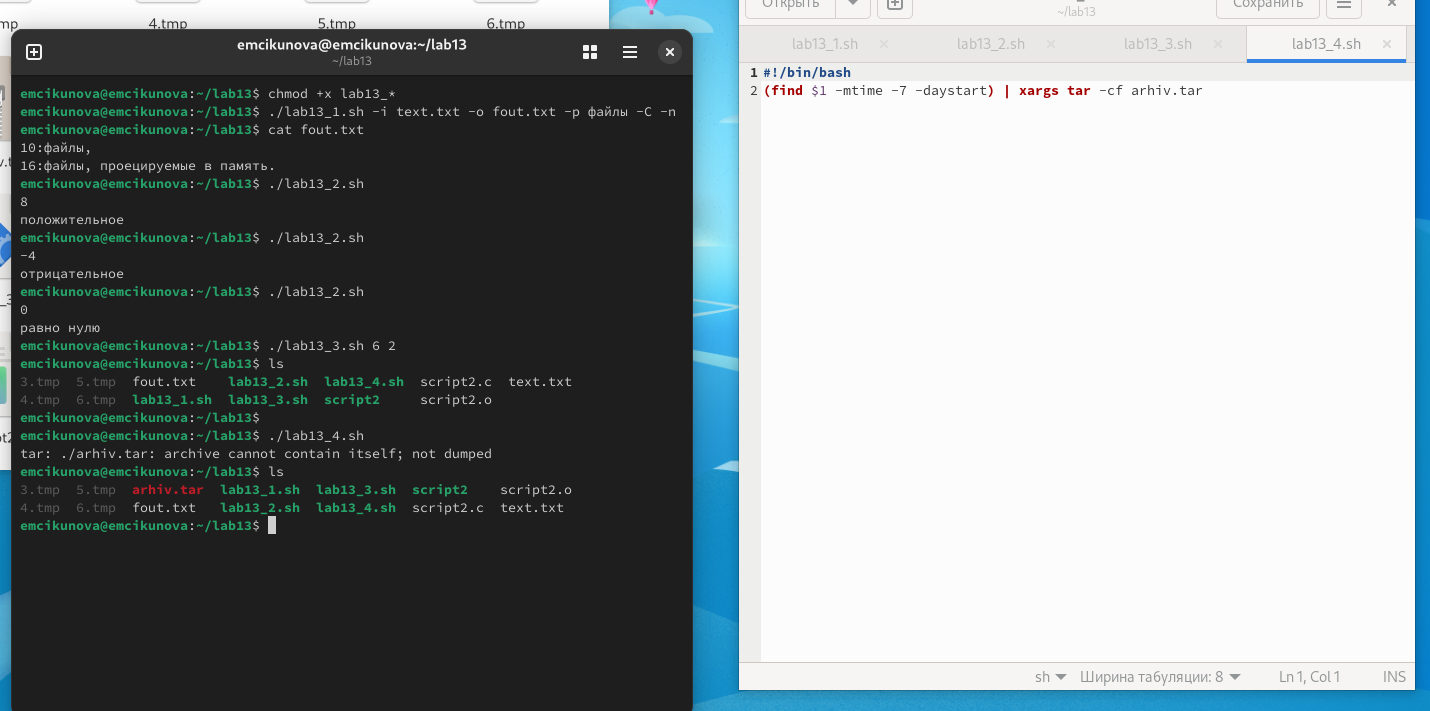 4.tmp
5.tmp
6.tmp
emcikunova@emcikunova:~/lab13
~/lab13
emcikunova@emcikunova:~/lab13$ chmod +x lab13_*
emcikunova@emcikunova:~/lab13$ ./lab13_1.sh -i text.txt -o fout.txt -p файлы -C -n
emcikunova@emcikunova:~/lab13$ cat fout.txt
10:файлы,
16:файлы, проецируемые в память.
emcikunova@emcikunova:~/lab13$ ./lab13_2.sh
8
положительное
emcikunova@emcikunova:~/lab13$ ./lab13_2.sh
-4
отрицательное
emcikunova@emcikunova:~/lab13$ ./lab13_2.sh
0
равно нулю
emcikunova@emcikunova:~/lab13$ ./lab13_3.sh 6 2
emcikunova@emcikunova:~/lab13$ ls
3.tmp 5.tmp fout.txt lab13_2.sh lab13_4.sh script2.c text.txt
4.tmp 6.tmp lab13_1.sh lab13_3.sh script2 script2.o
emcikunova@emcikunova:~/lab13$
emcikunova@emcikunova:~/lab13$ ./lab13_4.sh
tar: ./arhiv.tar: archive cannot contain itself; not dumped
emcikunova@emcikunova:~/lab13$ ls
3.tmp 5.tmp arhiv.tar lab13_1.sh lab13_3.sh script2 script2.o
4.tmp 6.tmp fout.txt lab13_2.sh lab13_4.sh script2.c text.txt
emcikunova@emcikunova:~/lab13$
Открыть
~/lab13
Сохранить
lab13_1.sh
lab13_2.sh
lab13_3.sh
lab13_4.sh
1 #!/bin/bash
2 (find $1 -mtime -7 -daystart) | xargs tar -cf arhiv.tar
sh Ширина табуляции: 8 Ln 1, Col 1 INS